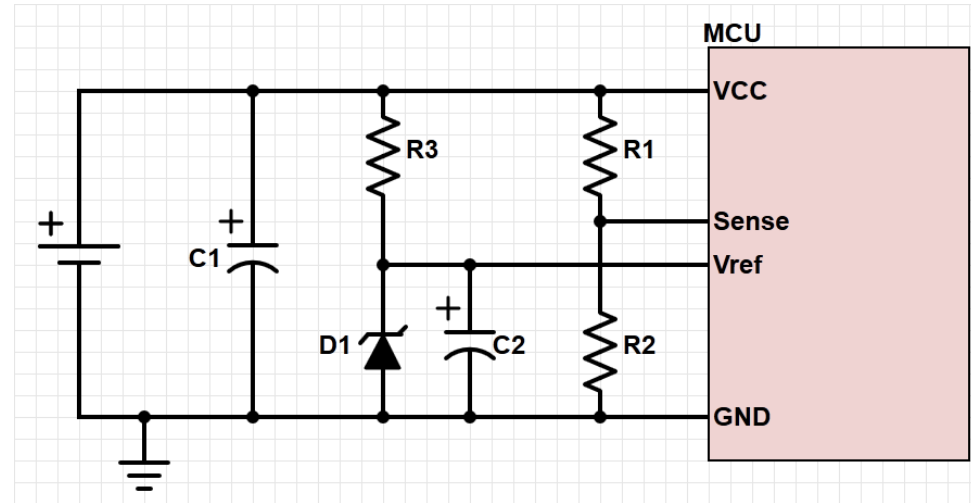 MCU
VCC
R3
R1
+
+
Sense
C1
Vref
+
D1
C2
R2
GND